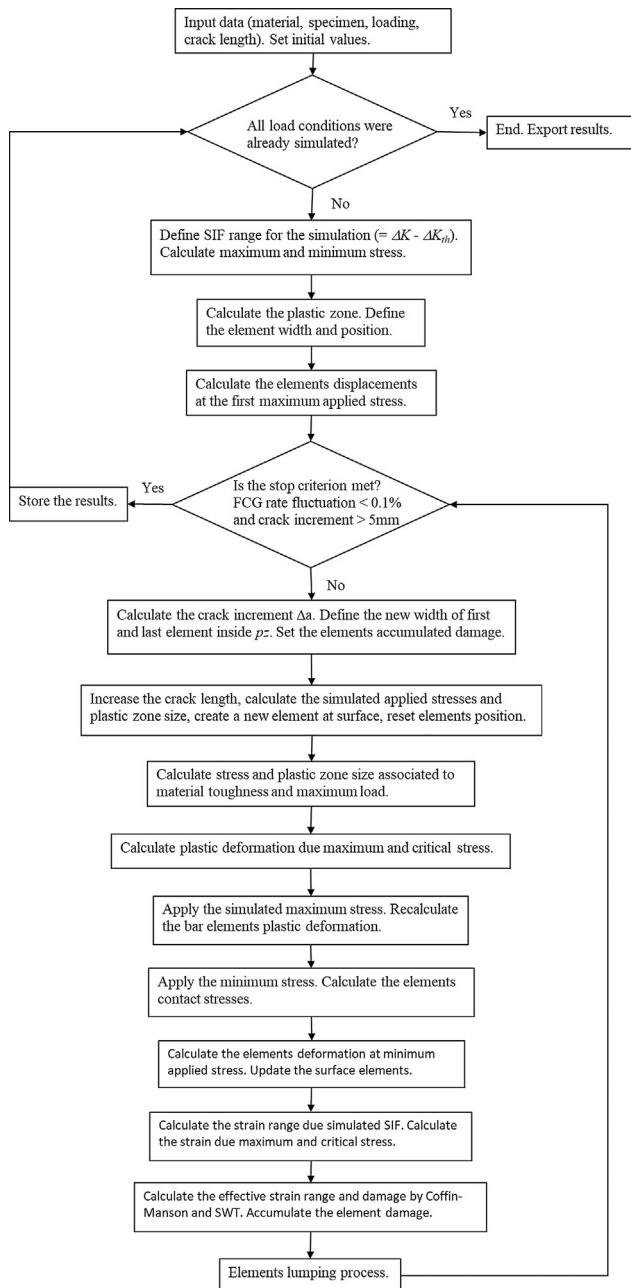 Input data (material, specimen, loading,
crack length). Set initial values.
All load conditions were
already simulated?
Yes
End. Export results.
No
Define SIF range for the simulation (= ΔK - ΔKth).
Calculate maximum and minimum stress.
Calculate the plastic zone. Define
the element width and position.
Calculate the elements displacements
at the first maximum applied stress.
Is the stop criterion met?
FCG rate fluctuation < 0.1%
and crack increment > 5mm
Yes
Store the results.
No
Calculate the crack increment Δa. Define the new width of first
and last element inside pz. Set the elements accumulated damage.
Increase the crack length, calculate the simulated applied stresses and
plastic zone size, create a new element at surface, reset elements position.
Calculate stress and plastic zone size associated to
material toughness and maximum load.
Calculate plastic deformation due maximum and critical stress.
Apply the simulated maximum stress. Recalculate
the bar elements plastic deformation.
Apply the minimum stress. Calculate the elements
contact stresses.
Calculate the elements deformation at minimum
applied stress. Update the surface elements.
Calculate the strain range due simulated SIF. Calculate
the strain due maximum and critical stress.
Calculate the effective strain range and damage by Coffin-
Manson and SWT. Accumulate the element damage.
Elements lumping process.